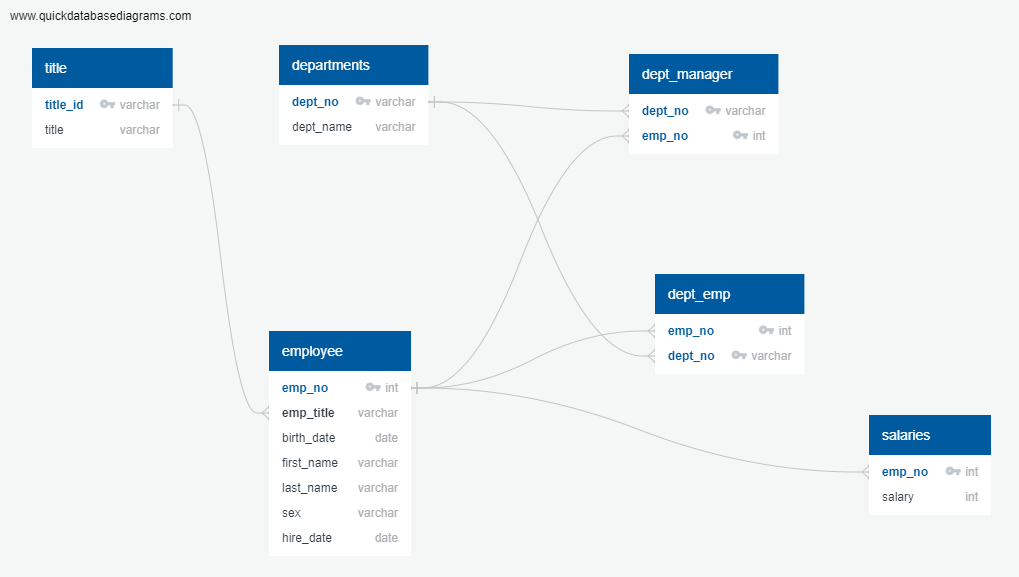 www.quickdatabasediagrams.com
title
title_id varchar
title varchar
departments
dept_no varchar
dept_name varchar
dept_manager
dept_no varchar
emp_no int
dept_emp
emp_no int
dept_no varchar
employee
emp_no int
emp_title varchar
birth_date date
first_name varchar
last_name varchar
sex varchar
hire_date date
salaries
emp_no int
salary int